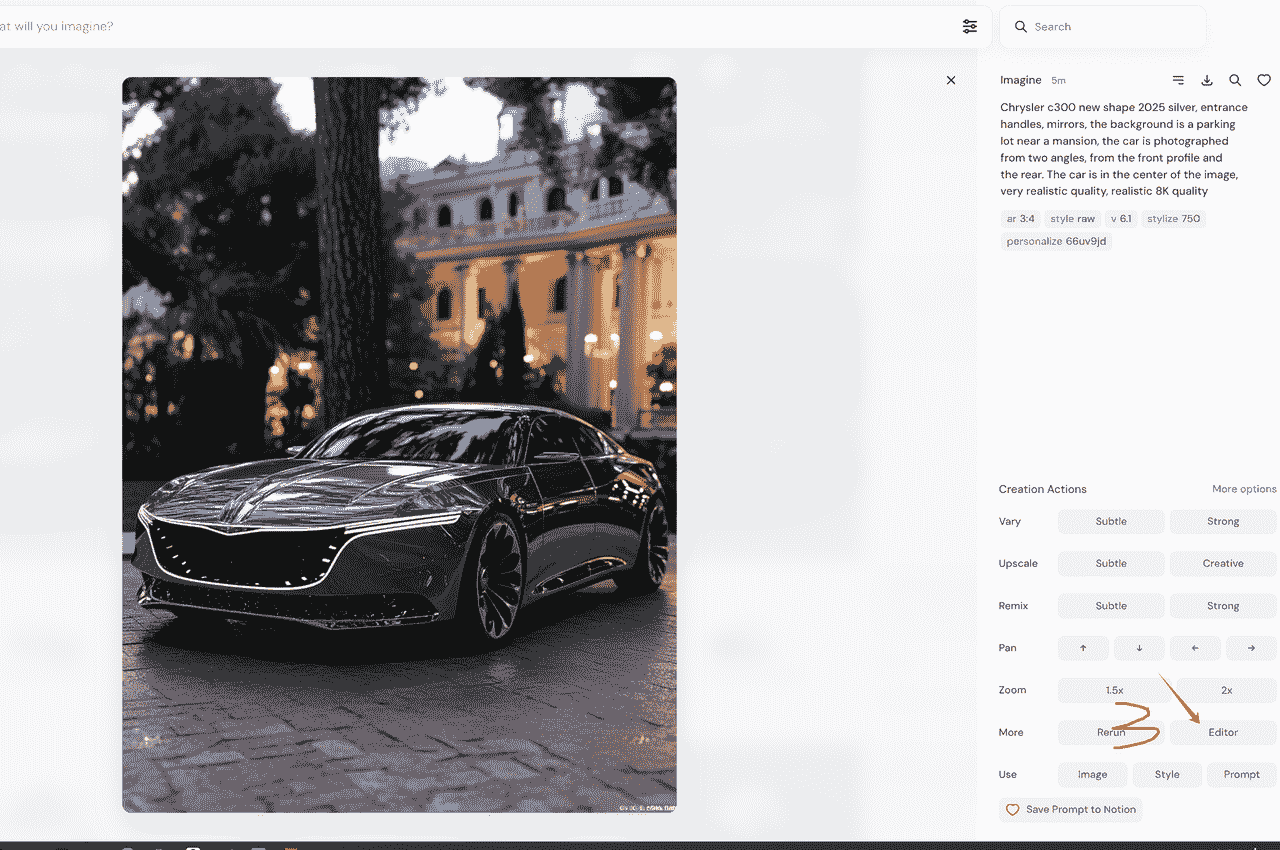 at will you imagine?
Search
Imagine 5m
Chrysler c300 new shape 2025 silver, entrance
handles, mirrors, the background is a parking
lot near a mansion, the car is photographed
from two angles, from the front profile and
the rear. The car is in the center of the image,
very realistic quality, realistic 8K quality
ar 3:4 style raw v 6.1 stylize 750
personalize 66uv9jd
Creation Actions More options
Vary Subtle Strong
Upscale Subtle Creative
Remix Subtle Strong
Pan
Zoom 1.5x 2x
3
More Rerun Editor
Use Image Style Prompt
Save Prompt to Notion